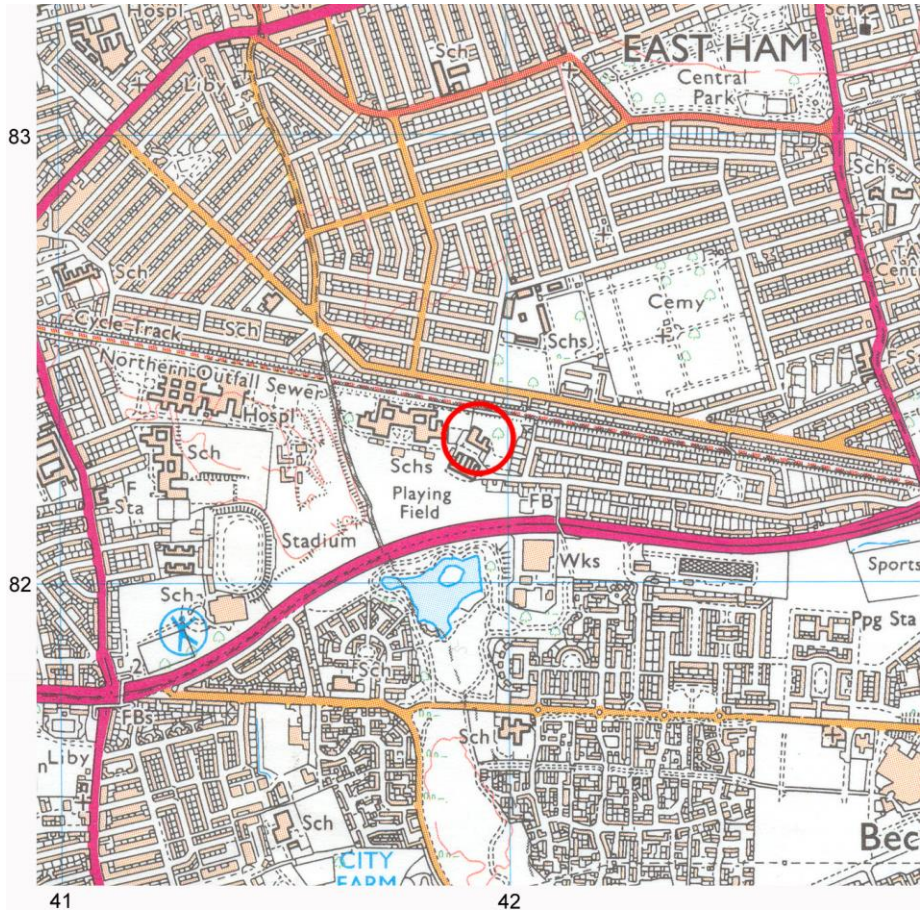 Hospl
Sch
Sch
EAST HAM
Central
Park
Liby
83
Schs
Cemy
Sch
Sch
Schs
Cycle Track
Northern Outfall Sewer
Hospl
Sch
Schs
F
Sta
Playing
Field
FB
Stadium
Wks
Sports
82
Sch
Ppg Sta
2
Sch
FBs
Sch
Liby
Sch
CITY
FARM
Bec
41
42